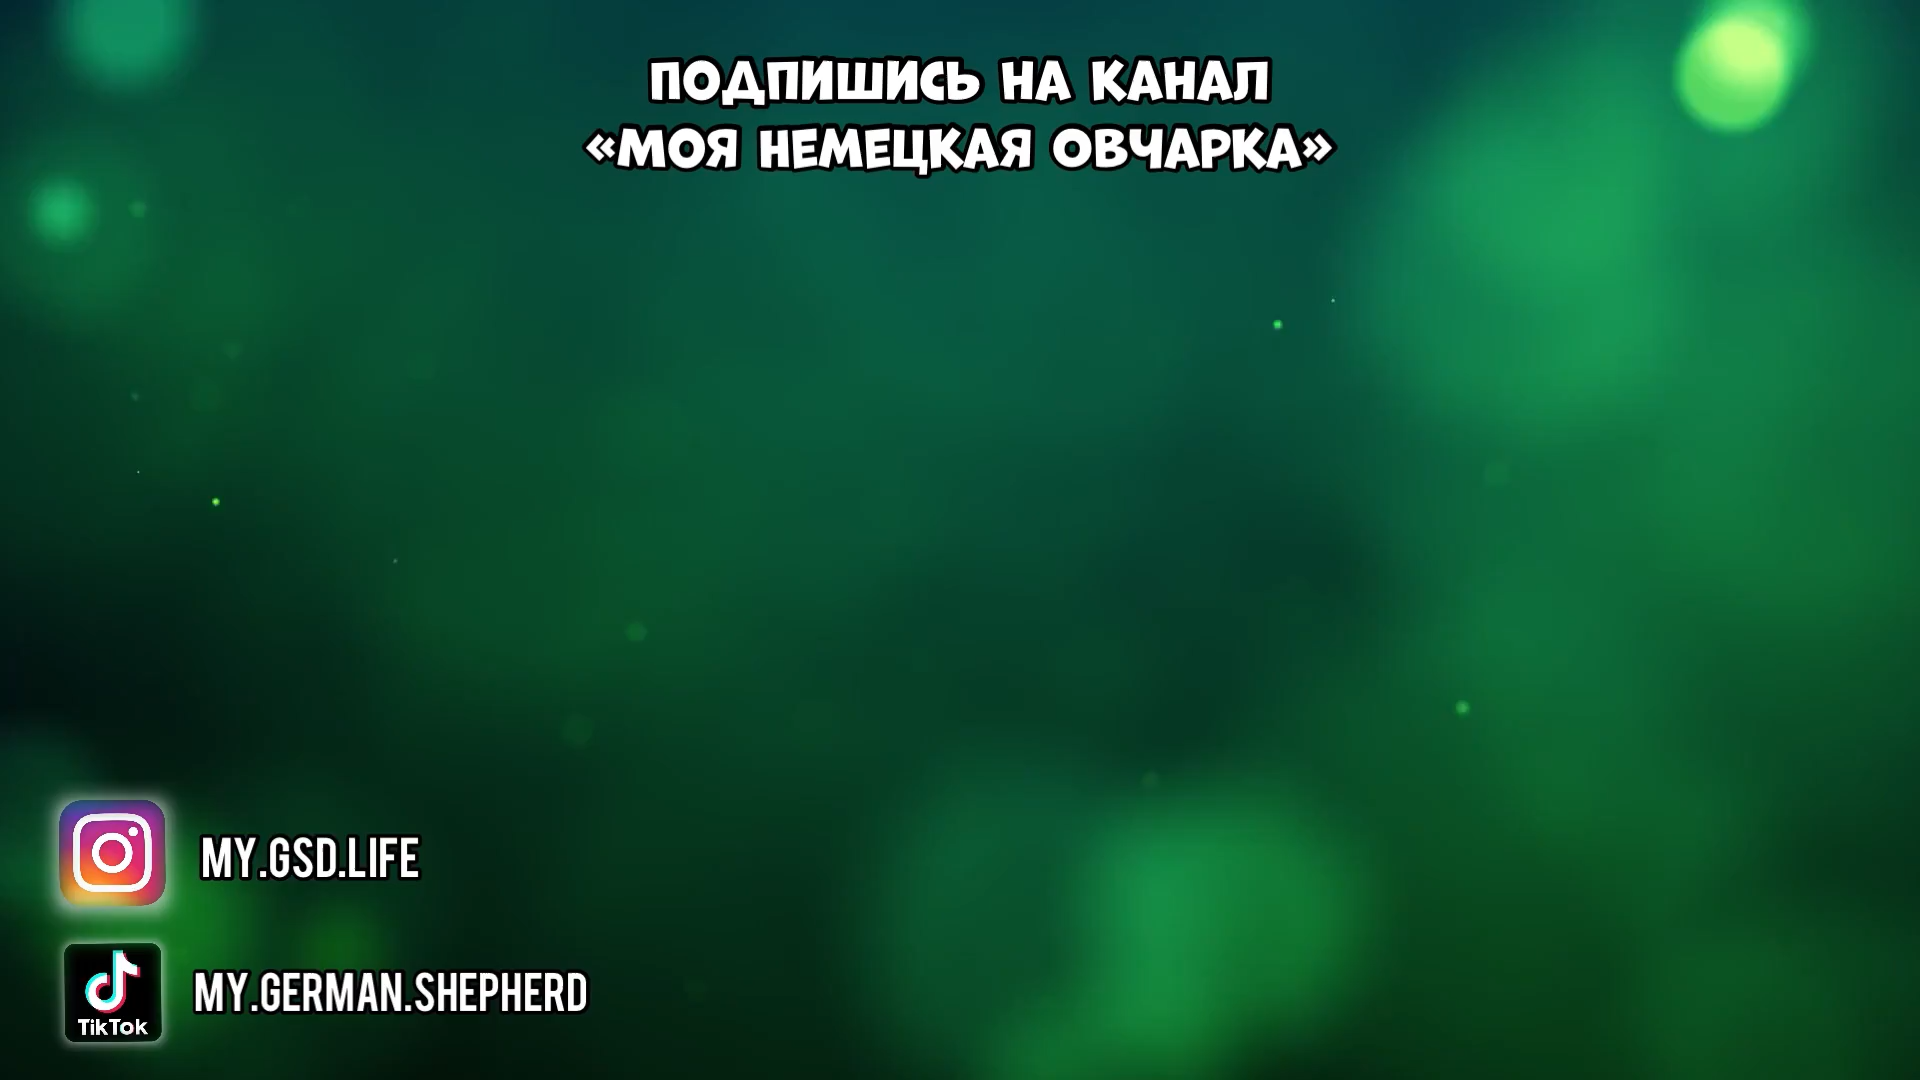 ПОДПИШИСЬ НА КАНАЛ
«МОЯ НЕМЕЦКАЯ ОВЧАРКА»
MY.GSD.LIFE
TikTok
MY.GERMAN.SHEPHERD